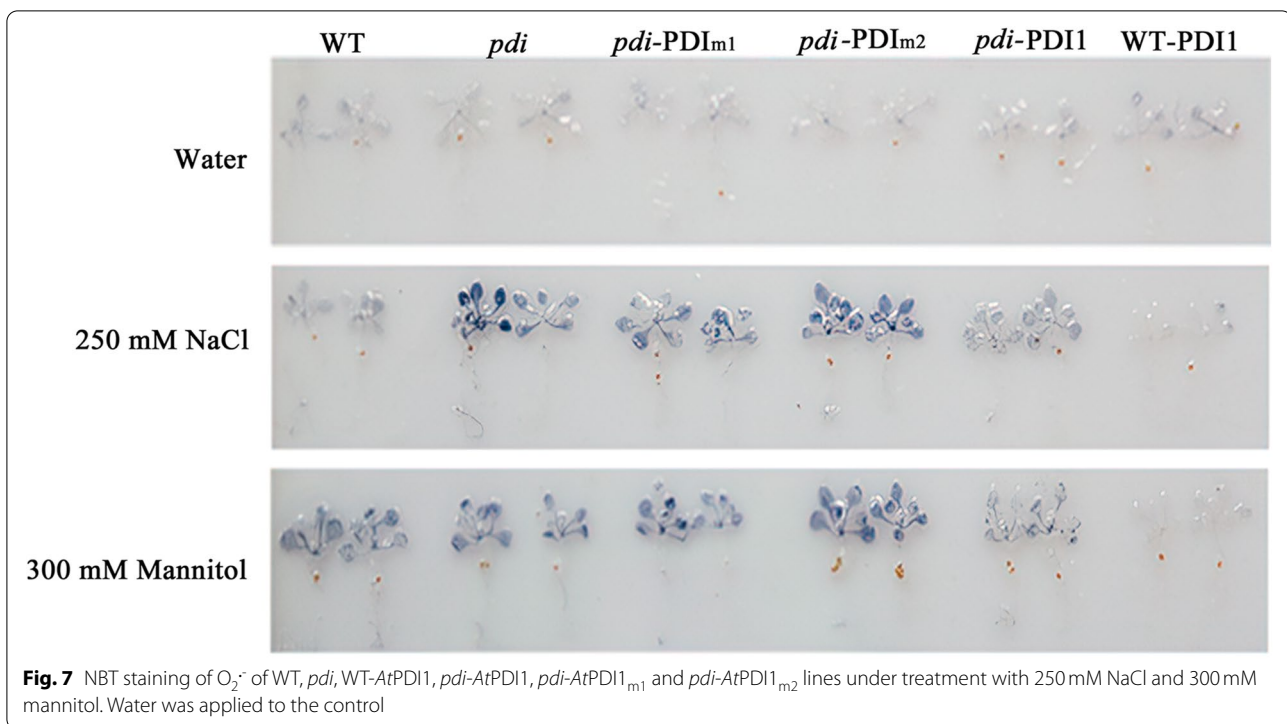 WT pdi pdi-PDIm1 pdi-PDIm2 pdi-PDI1 WT-PDI1
Water
250 mM NaCl
300 mM Mannitol
Fig. 7 NBT staining of O₂·⁻ of WT, pdi, WT-AtPDI1, pdi-AtPDI1, pdi-AtPDI1m1 and pdi-AtPDI1m2 lines under treatment with 250 mM NaCl and 300 mM
mannitol. Water was applied to the control